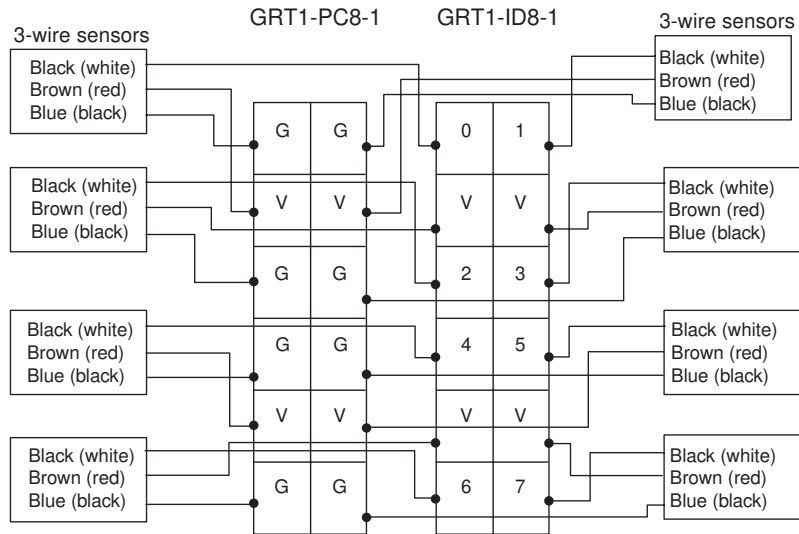 GRT1-PC8-1 GRT1-ID8-1
3-wire sensors
3-wire sensors
Black (white)
Brown (red)
Blue (black)
G G
0 1
Black (white)
Brown (red)
Blue (black)
Black (white)
Brown (red)
Blue (black)
V V
V V
Black (white)
Brown (red)
Blue (black)
G G
2 3
Black (white)
Brown (red)
Blue (black)
G G
4 5
Black (white)
Brown (red)
Blue (black)
V V
V V
Black (white)
Brown (red)
Blue (black)
G G
6 7
Black (white)
Brown (red)
Blue (black)